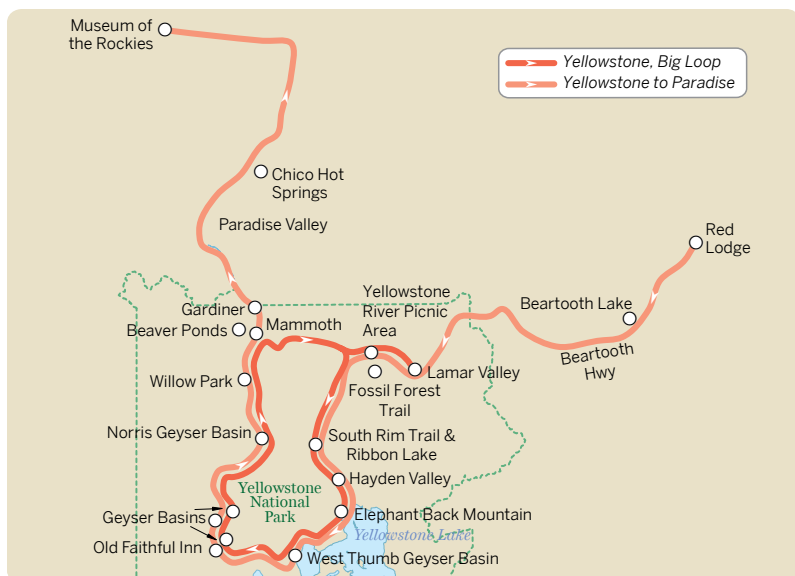 Museum of
the Rockies
Yellowstone, Big Loop
Yellowstone to Paradise
Chico Hot
Springs
Paradise Valley
Red
Lodge
Yellowstone
River Picnic
Area
Gardiner
Beartooth Lake
Beaver Ponds
Mammoth
Beartooth
Hwy
Willow Park
Lamar Valley
Fossil Forest
Trail
Norris Geyser Basin
South Rim Trail &
Ribbon Lake
Hayden Valley
Yellowstone
National
Park
Geyser Basins
Elephant Back Mountain
Yellowstone Lake
Old Faithful Inn
West Thumb Geyser Basin